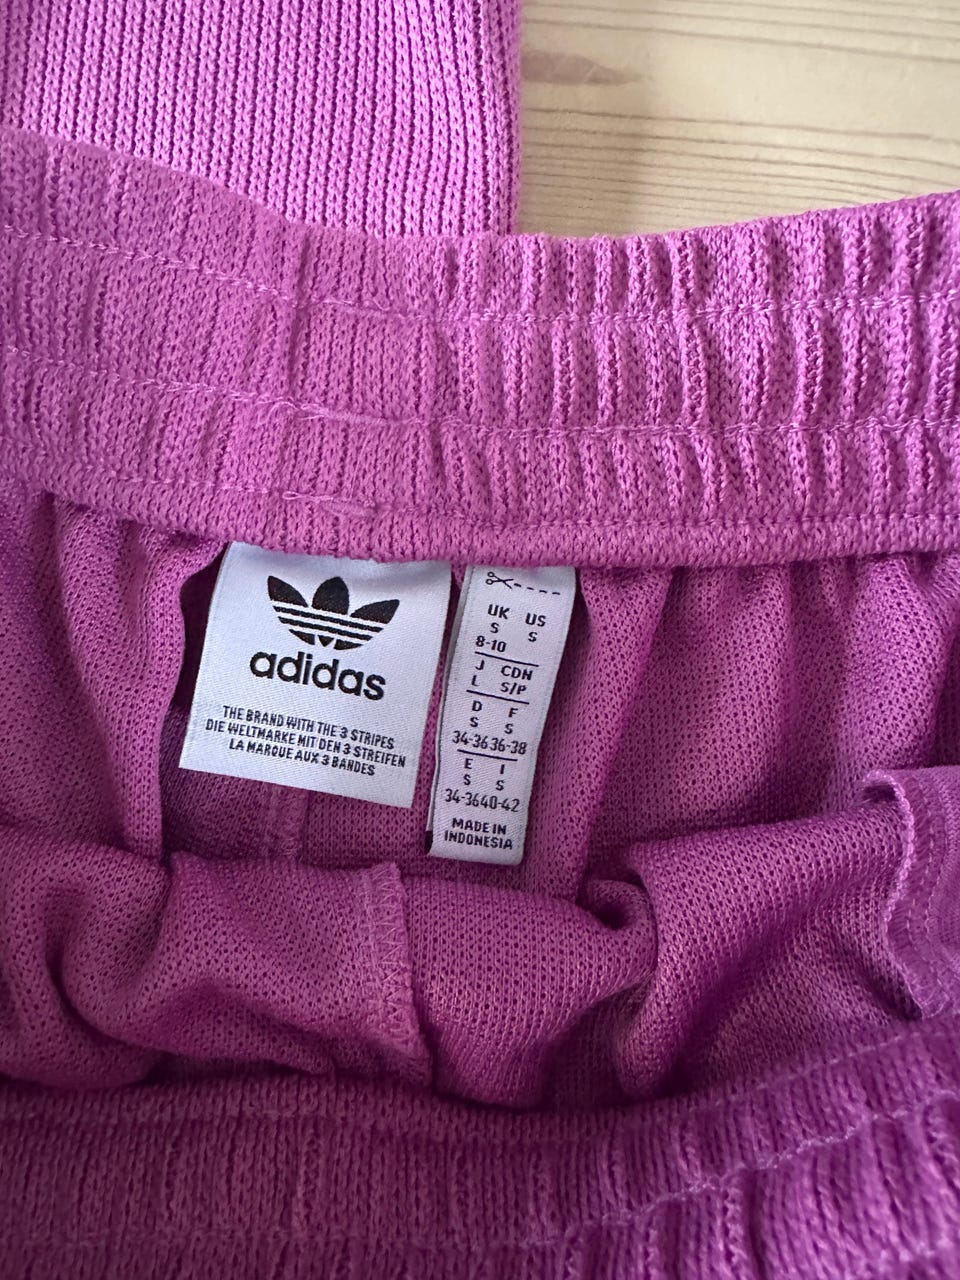 adidas
THE BRAND WITH THE 3 STRIPES
DIE WELTMARKE MIT DEN 3 STREIFEN
LA MARQUE AUX 3 BANDES
UK US
S S
8-10
J CDN
L S/P
D F
S S
34-36 36-38
E I
S S
34-36 40-42
MADE IN
INDONESIA